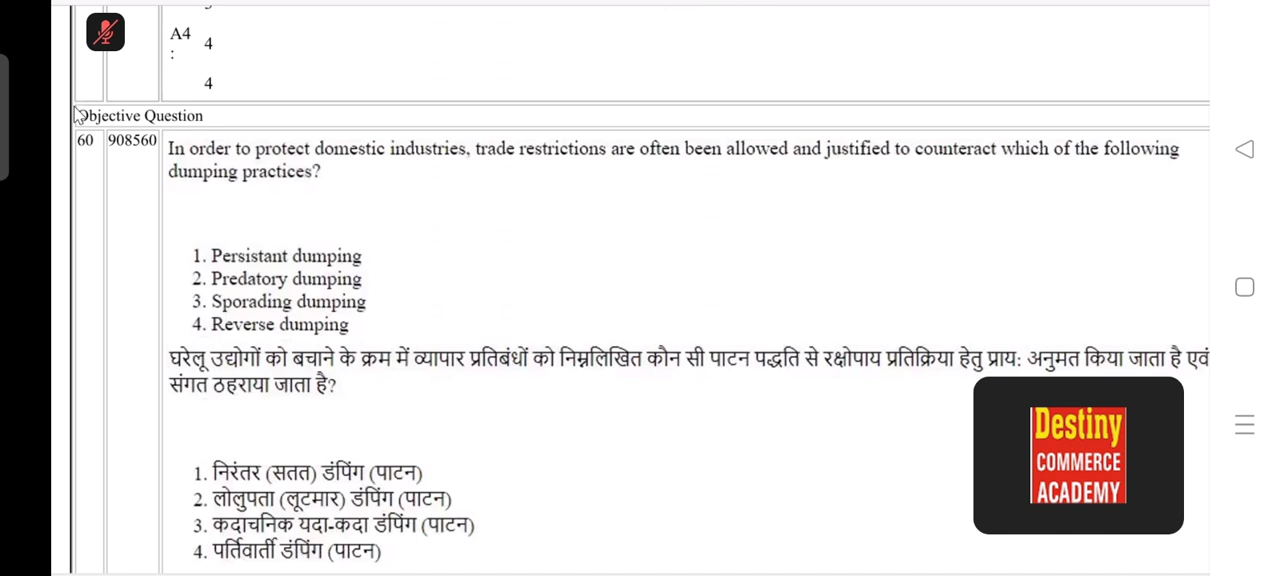 A4
:
4
4
Objective Question
60 908560 In order to protect domestic industries, trade restrictions are often been allowed and justified to counteract which of the following
dumping practices?
1. Persistant dumping
2. Predatory dumping
3. Sporading dumping
4. Reverse dumping
घरेलू उद्योगों को बचाने के क्रम में व्यापार प्रतिबंधों को निम्नलिखित कौन सी पाटन पद्धति से रक्षोपाय प्रतिक्रिया हेतु प्राय: अनुमत किया जाता है एवं
संगत ठहराया जाता है?
1. निरंतर (सतत) डंपिंग (पाटन)
2. लोलुपता (लूटमार) डंपिंग (पाटन)
3. कदाचनिक यदा-कदा डंपिंग (पाटन)
4. पर्तिवार्ती डंपिंग (पाटन)
Destiny
COMMERCE
ACADEMY